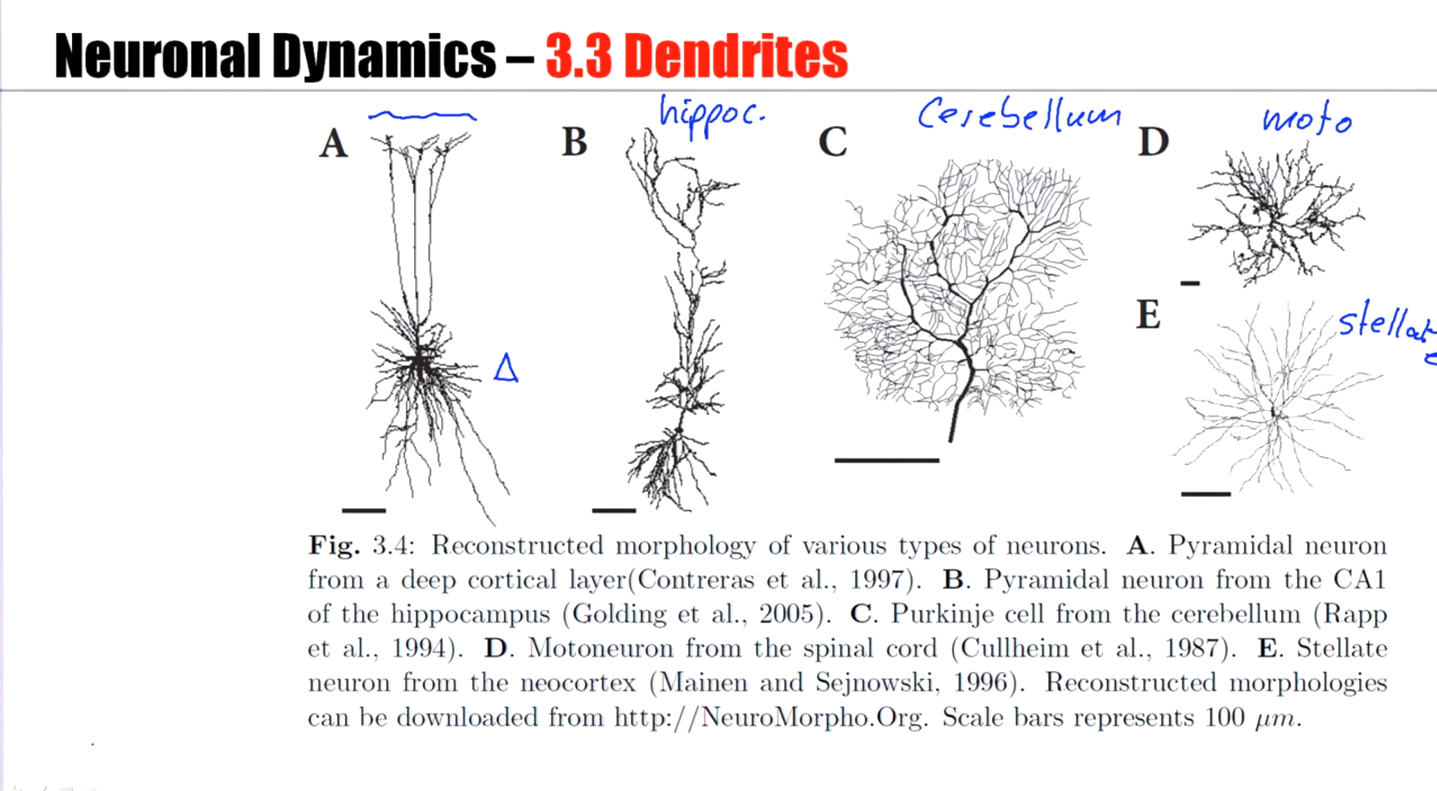 Neuronal Dynamics – 3.3 Dendrites
A
B
hippoc.
C
Cerebellum
D
moto
E
stellate
Δ
Fig. 3.4: Reconstructed morphology of various types of neurons. A. Pyramidal neuron
from a deep cortical layer(Contreras et al., 1997). B. Pyramidal neuron from the CA1
of the hippocampus (Golding et al., 2005). C. Purkinje cell from the cerebellum (Rapp
et al., 1994). D. Motoneuron from the spinal cord (Cullheim et al., 1987). E. Stellate
neuron from the neocortex (Mainen and Sejnowski, 1996). Reconstructed morphologies
can be downloaded from http://NeuroMorpho.Org. Scale bars represents 100 μm.